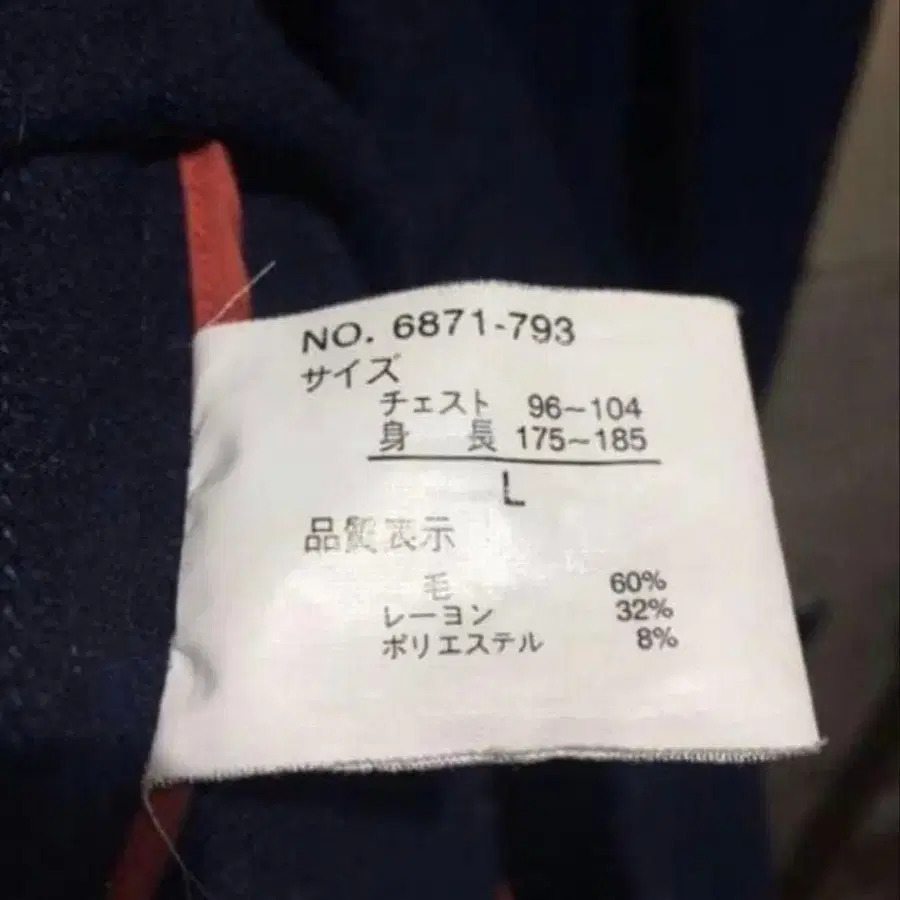 NO. 6871-793
サイズ
チェスト 96~104
身長 175~185
L
品質表示
毛 60%
レーヨン 32%
ポリエステル 8%